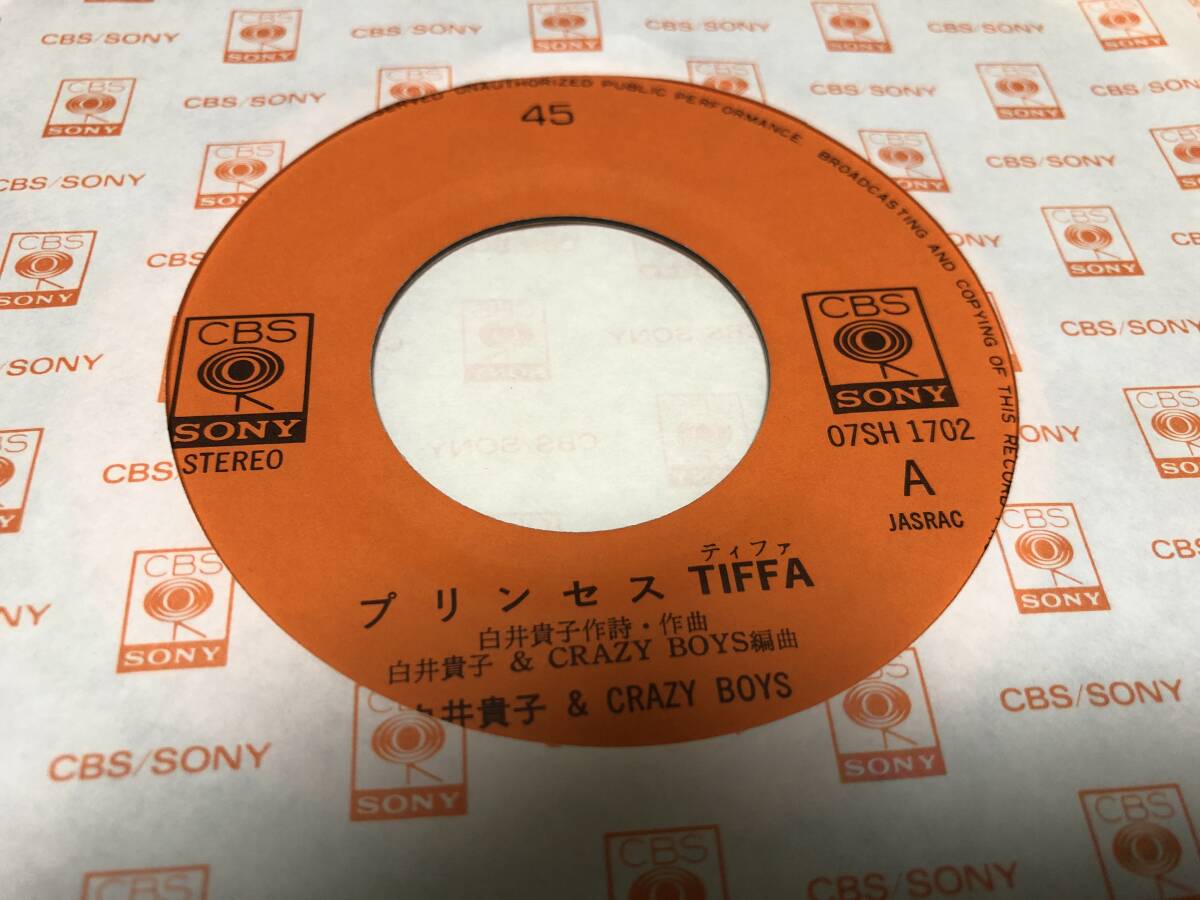 45
UNAUTHORIZED PUBLIC PERFORMANCE BROADCASTING AND COPYING OF THIS RECORD
CBS
SONY
STEREO
CBS
SONY
07SH 1702
A
JASRAC
ティファ
プリンセス TIFFA
白井貴子作詩・作曲
白井貴子 & CRAZY BOYS編曲
井貴子 & CRAZY BOYS
CBS/SONY
CBS
SONY